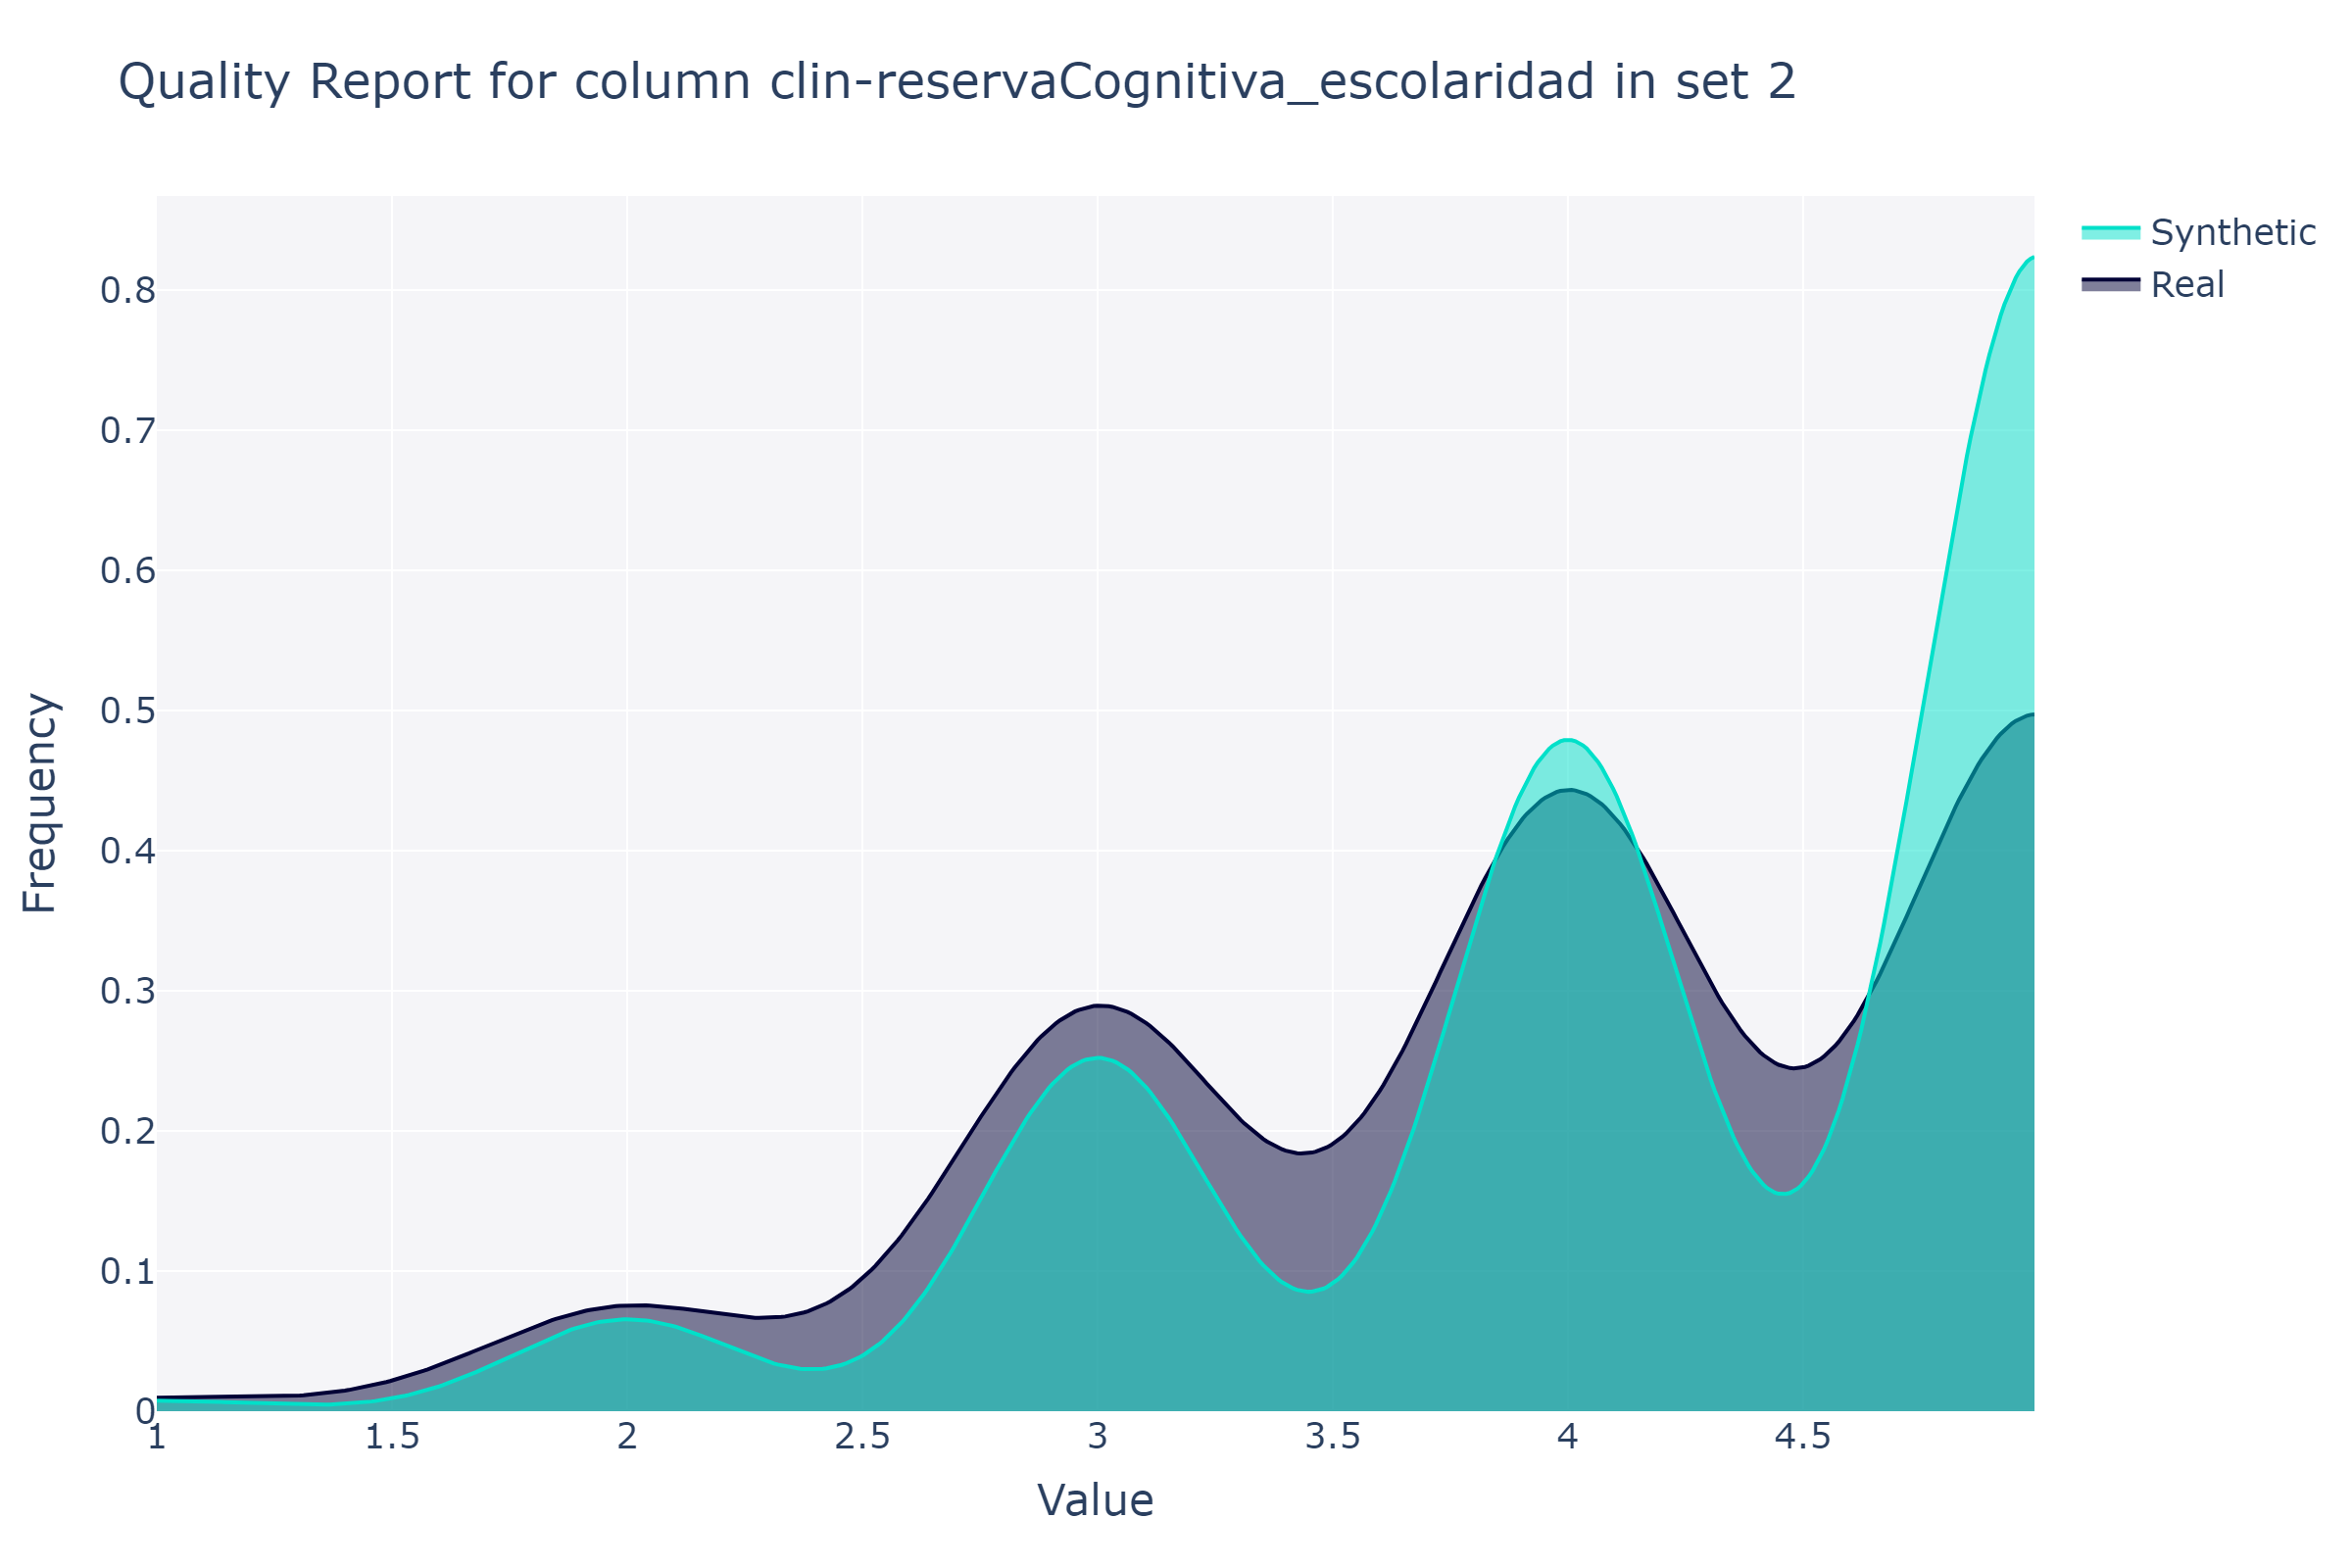 Quality Report for column clin-reservaCognitiva_escolaridad in set 2
Synthetic
Real
0.8
0.7
0.6
0.5
0.4
0.3
0.2
0.1
0
Frequency
1 1.5 2 2.5 3 3.5 4 4.5
Value